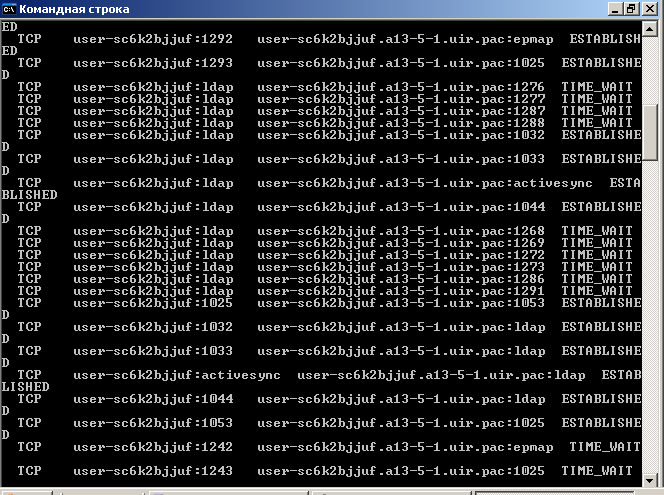 Командная строка
ED
TCP user-sc6k2bjjuf:1292 user-sc6k2bjjuf.a13-5-1.uir.pac:epmap ESTABLISH
ED
TCP user-sc6k2bjjuf:1293 user-sc6k2bjjuf.a13-5-1.uir.pac:1025 ESTABLISHE
D
TCP user-sc6k2bjjuf:ldap user-sc6k2bjjuf.a13-5-1.uir.pac:1276 TIME_WAIT
TCP user-sc6k2bjjuf:ldap user-sc6k2bjjuf.a13-5-1.uir.pac:1277 TIME_WAIT
TCP user-sc6k2bjjuf:ldap user-sc6k2bjjuf.a13-5-1.uir.pac:1287 TIME_WAIT
TCP user-sc6k2bjjuf:ldap user-sc6k2bjjuf.a13-5-1.uir.pac:1288 TIME_WAIT
TCP user-sc6k2bjjuf:ldap user-sc6k2bjjuf.a13-5-1.uir.pac:1032 ESTABLISHE
D
TCP user-sc6k2bjjuf:ldap user-sc6k2bjjuf.a13-5-1.uir.pac:1033 ESTABLISHE
D
TCP user-sc6k2bjjuf:ldap user-sc6k2bjjuf.a13-5-1.uir.pac:activesync ESTA
BLISHED
TCP user-sc6k2bjjuf:ldap user-sc6k2bjjuf.a13-5-1.uir.pac:1044 ESTABLISHE
D
TCP user-sc6k2bjjuf:ldap user-sc6k2bjjuf.a13-5-1.uir.pac:1268 TIME_WAIT
TCP user-sc6k2bjjuf:ldap user-sc6k2bjjuf.a13-5-1.uir.pac:1269 TIME_WAIT
TCP user-sc6k2bjjuf:ldap user-sc6k2bjjuf.a13-5-1.uir.pac:1272 TIME_WAIT
TCP user-sc6k2bjjuf:ldap user-sc6k2bjjuf.a13-5-1.uir.pac:1273 TIME_WAIT
TCP user-sc6k2bjjuf:ldap user-sc6k2bjjuf.a13-5-1.uir.pac:1286 TIME_WAIT
TCP user-sc6k2bjjuf:ldap user-sc6k2bjjuf.a13-5-1.uir.pac:1291 TIME_WAIT
TCP user-sc6k2bjjuf:1025 user-sc6k2bjjuf.a13-5-1.uir.pac:1053 ESTABLISHE
D
TCP user-sc6k2bjjuf:1032 user-sc6k2bjjuf.a13-5-1.uir.pac:ldap ESTABLISHE
D
TCP user-sc6k2bjjuf:1033 user-sc6k2bjjuf.a13-5-1.uir.pac:ldap ESTABLISHE
D
TCP user-sc6k2bjjuf:activesync user-sc6k2bjjuf.a13-5-1.uir.pac:ldap ESTAB
LISHED
TCP user-sc6k2bjjuf:1044 user-sc6k2bjjuf.a13-5-1.uir.pac:ldap ESTABLISHE
D
TCP user-sc6k2bjjuf:1053 user-sc6k2bjjuf.a13-5-1.uir.pac:1025 ESTABLISHE
D
TCP user-sc6k2bjjuf:1242 user-sc6k2bjjuf.a13-5-1.uir.pac:epmap TIME_WAIT
TCP user-sc6k2bjjuf:1243 user-sc6k2bjjuf.a13-5-1.uir.pac:1025 TIME_WAIT